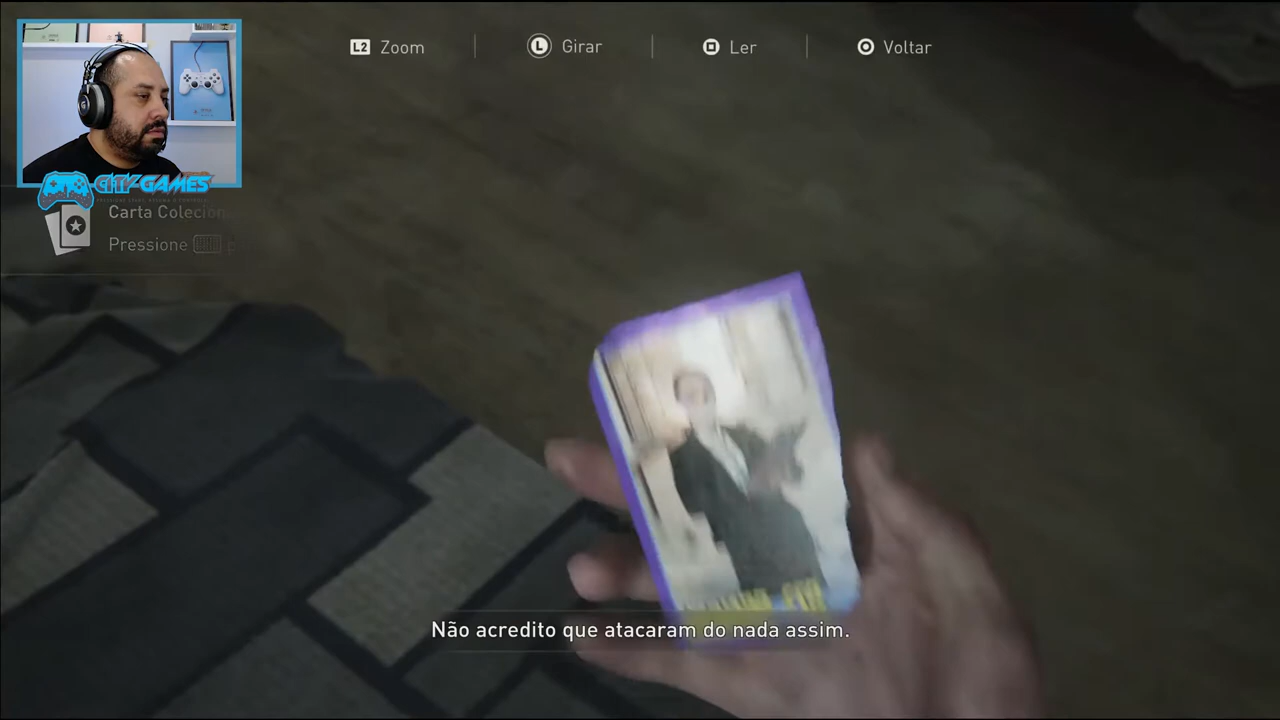 L2 Zoom
L Girar
Ler
Voltar
CITY GAMES
Carta Colecion
Pressione
Não acredito que atacaram do nada assim.